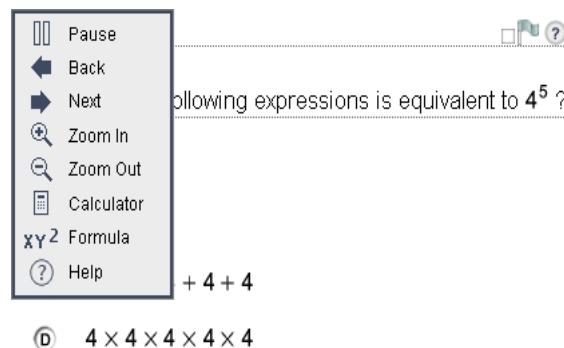 Pause
?
Back
Next
ollowing expressions is equivalent to 4⁵ ?
Zoom In
Zoom Out
Calculator
XY² Formula
? Help
+ 4 + 4
D 4 × 4 × 4 × 4 × 4